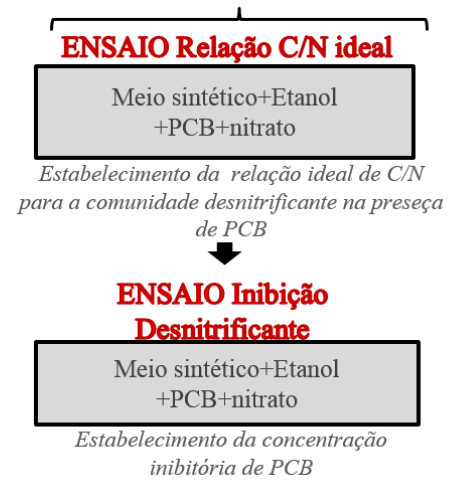 ENSAIO Relação C/N ideal
Meio sintético+Etanol
+PCB+nitrato
Estabelecimento da relação ideal de C/N
para a comunidade desnitrificante na preseça
de PCB
ENSAIO Inibição
Desnitrificante
Meio sintético+Etanol
+PCB+nitrato
Estabelecimento da concentração
inibitória de PCB